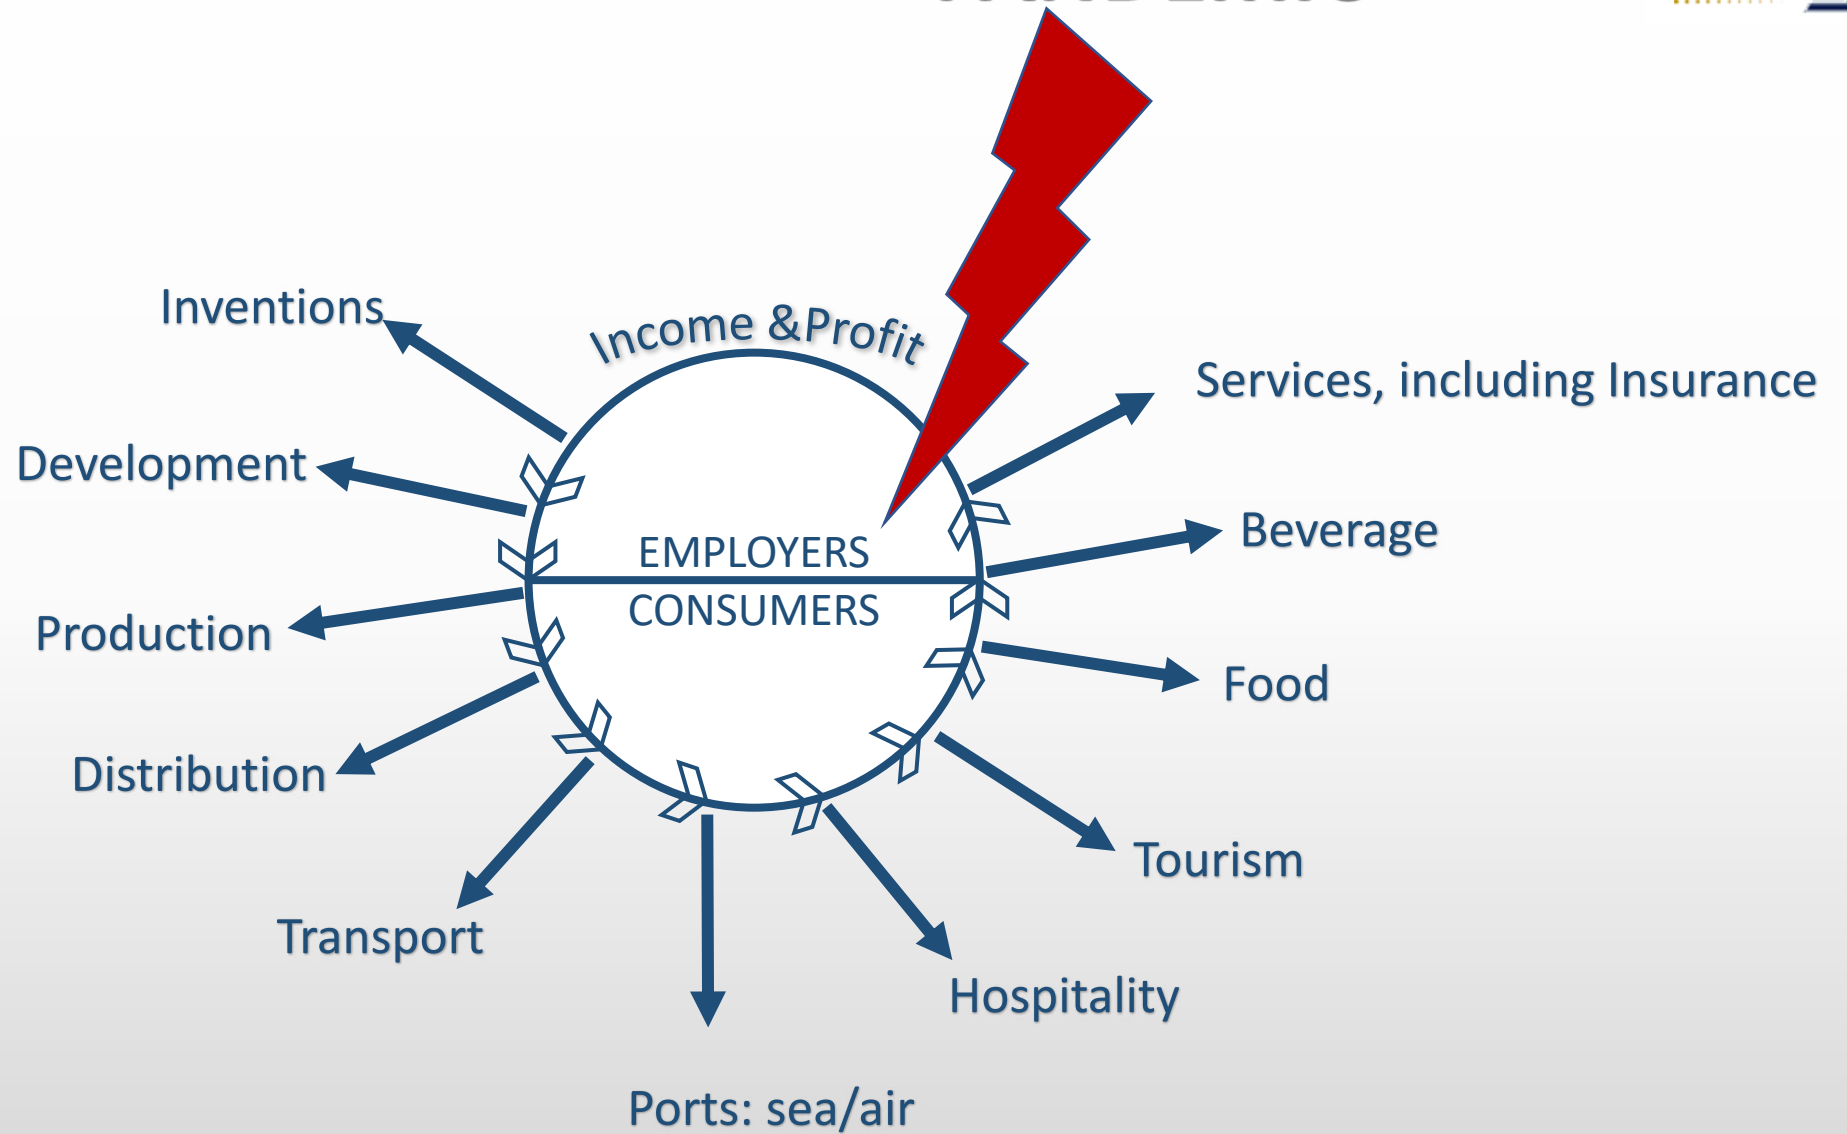 Income &Profit
Inventions
Development
Production
Distribution
Transport
Ports: sea/air
Hospitality
Tourism
Food
Beverage
Services, including Insurance
EMPLOYERS
CONSUMERS